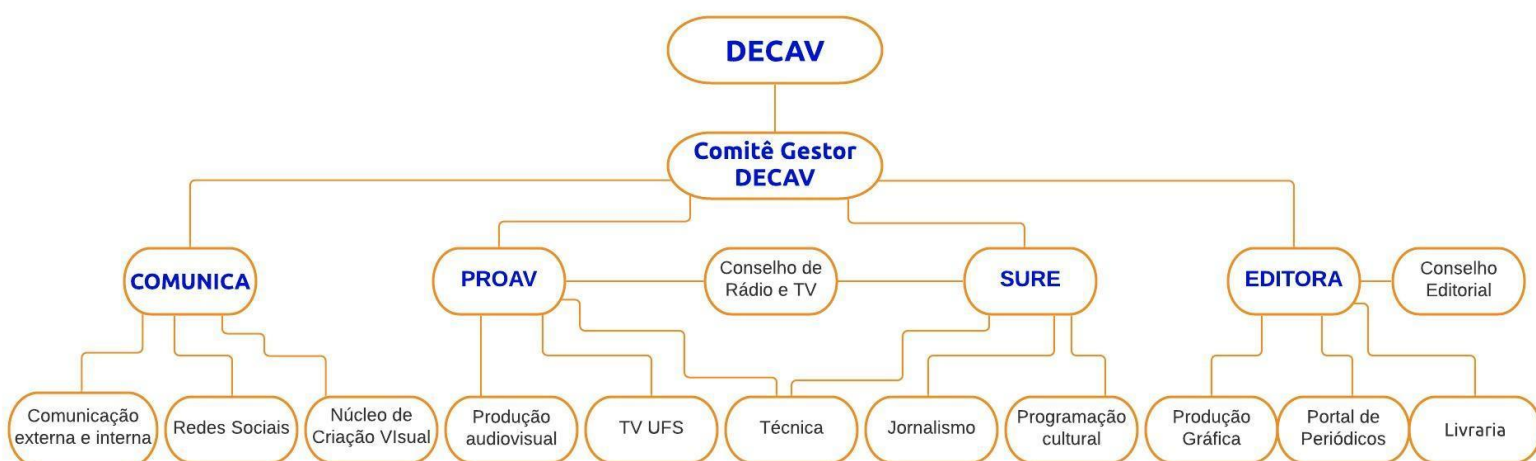 DECAV
Comitê Gestor
DECAV
COMUNICA
PROAV
Conselho de
Rádio e TV
SURE
EDITORA
Conselho
Editorial
Comunicação
externa e interna
Redes Sociais
Núcleo de
Criação VIsual
Produção
audiovisual
TV UFS
Técnica
Jornalismo
Programação
cultural
Produção
Gráfica
Portal de
Periódicos
Livraria